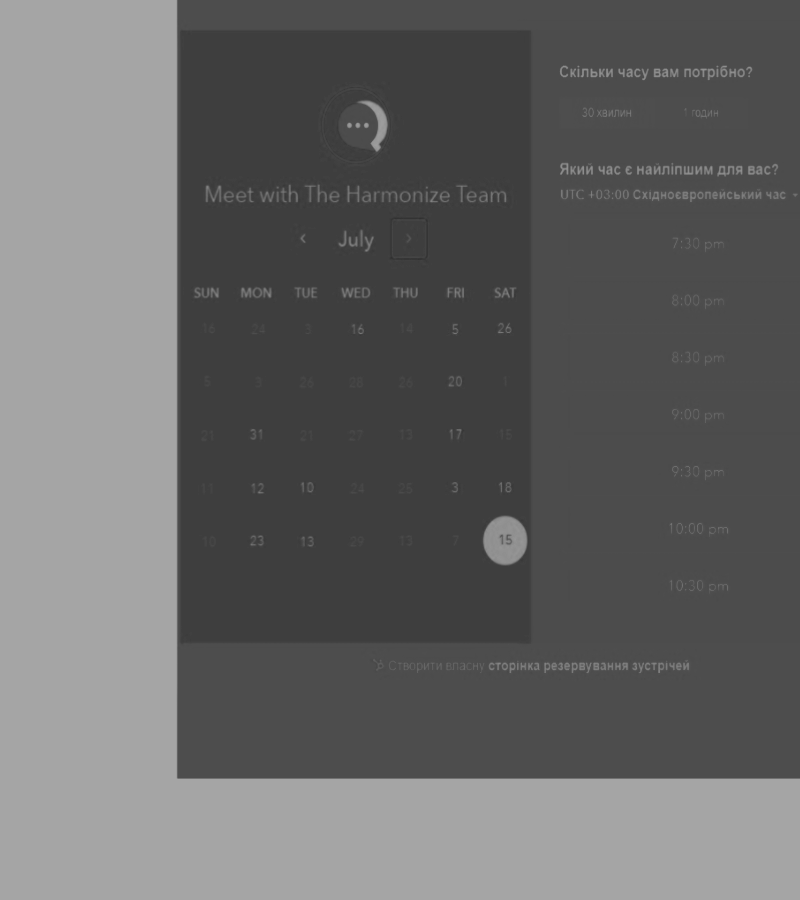 Meet with The Harmonize Team
July
SUN MON TUE WED THU FRI SAT
16 24 5 16 14 5 26
5 3 26 20
21 31 21 27 13 17 15
11 12 10 24 25 3 18
10 23 13 29 13 7 15
Скільки часу вам потрібно?
30 хвилин 1 годин
Який час є найліпшим для вас?
UTC +03:00 Східноєвропейський час
7:30 pm
8:00 pm
8:30 pm
9:00 pm
9:30 pm
10:00 pm
10:30 pm
Створити власну сторінка резервування зустрічей